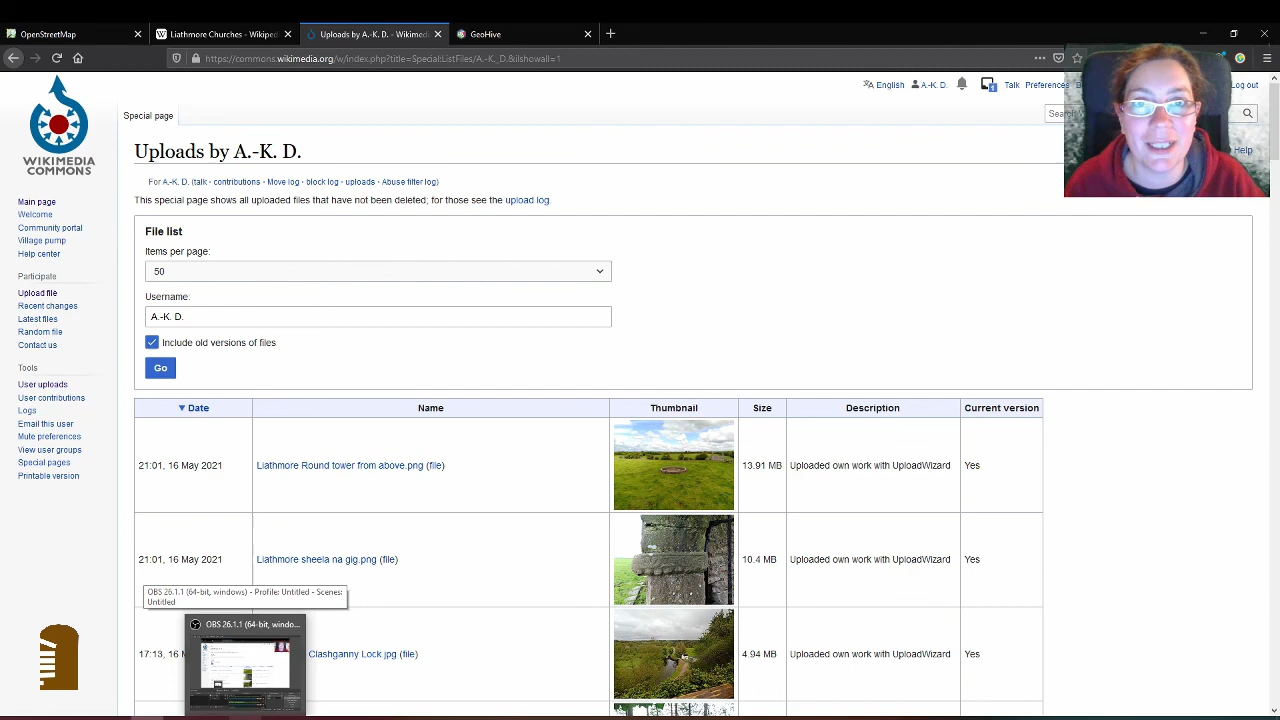 OpenStreetMap
Liathmore Churches - Wikiped
Uploads by A.-K. D. - Wikimed
GeoHive
https://commons.wikimedia.org/w/index.php?title=Special:ListFiles/A.-K._D.&ilshowall=1
English A.-K. D. Talk Preferences Log out
Special page
Sear
WIKIMEDIA
COMMONS
Uploads by A.-K. D.
Help
For A.-K. D. (talk · contributions · Move log · block log · uploads · Abuse filter log)
This special page shows all uploaded files that have not been deleted; for those see the upload log.
File list
Items per page:
50
Username:
A.-K. D.
Include old versions of files
Go
Main page
Welcome
Community portal
Village pump
Help center
Participate
Upload file
Recent changes
Latest files
Random file
Contact us
Tools
User uploads
User contributions
Logs
Email this user
Mute preferences
View user groups
Special pages
Printable version
Date Name Thumbnail Size Description Current version
21:01, 16 May 2021 Liathmore Round tower from above.png (file) 13.91 MB Uploaded own work with UploadWizard Yes
21:01, 16 May 2021 Liathmore sheela na gig.png (file) 10.4 MB Uploaded own work with UploadWizard Yes
OBS 26.1.1 (64-bit, windows) - Profile: Untitled - Scenes:
Untitled
OBS 26.1.1 (64-bit, windo...
17:13, 16 M Clashganny Lock.jpg (file) 4.94 MB Uploaded own work with UploadWizard Yes